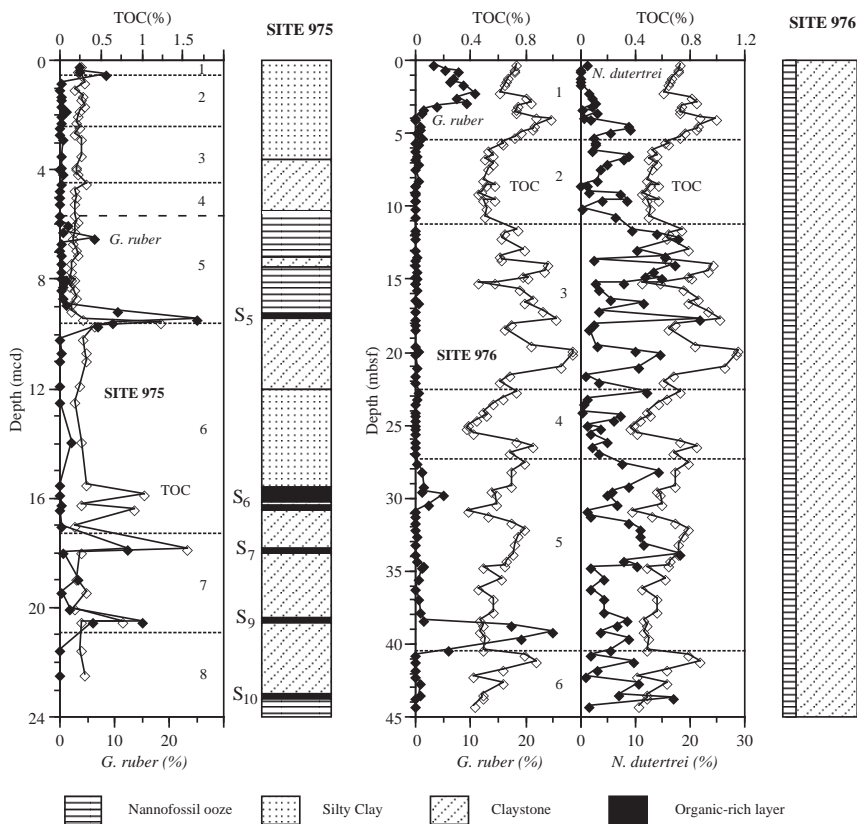 TOC(%)
0 0.5 1 1.5
SITE 975
TOC(%)
0 0.4 0.8 0 0.4 0.8 1.2
SITE 976
0
4
8
12
16
20
24
Depth (mcd)
1
2
3
4
5
6
7
8
G. ruber
SITE 975
TOC
0 10 20 30
G. ruber (%)
S5
S6
S7
S9
S10
0
5
10
15
20
25
30
35
40
45
Depth (mbsf)
G. ruber
TOC
SITE 976
1
2
3
4
5
6
0 10 20
G. ruber (%)
N. dutertrei
TOC
0 10 20 30
N. dutertrei (%)
Nannofossil ooze
Silty Clay
Claystone
Organic-rich layer